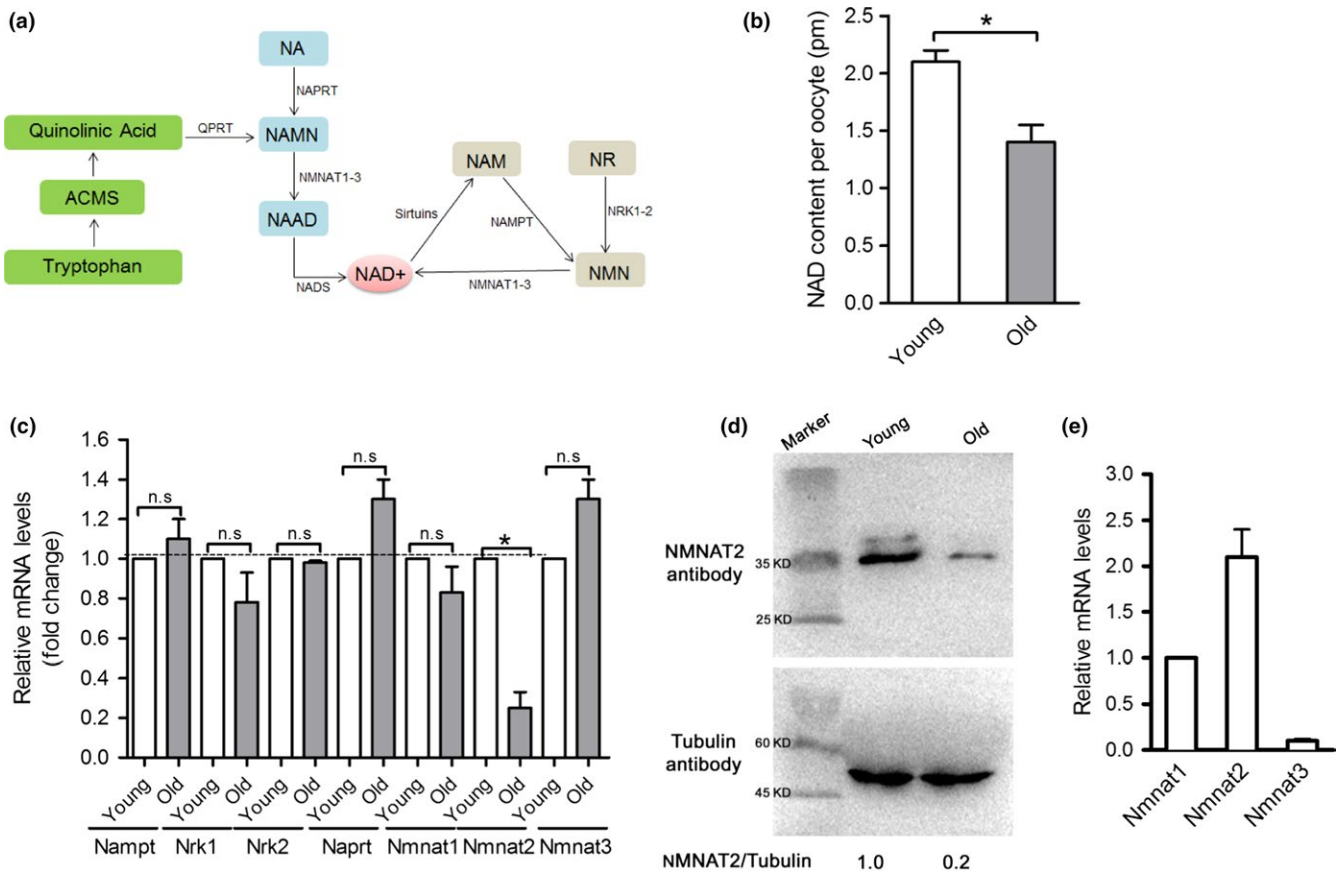 (a)
NA
NAPRT
Quinolinic Acid
QPRT
NAMN
NMNAT1-3
ACMS
NAAD
Tryptophan
NADS
NAD+
Sirtuins
NAM
NAMPT
NR
NRK1-2
NMN
NMNAT1-3
(b)
NAD content per oocyte (pm)
2.5
2.0
1.5
1.0
0.5
0.0
*
Young
Old
(c)
Relative mRNA levels
(fold change)
1.6
1.4
1.2
1.0
0.8
0.6
0.4
0.2
0.0
n.s
n.s
n.s
n.s
n.s
*
n.s
Young Old Young Old Young Old Young Old Young Old Young Old Young Old
Nampt Nrk1 Nrk2 Naprt Nmnat1 Nmnat2 Nmnat3
(d)
Marker Young Old
NMNAT2
antibody
35 KD
25 KD
Tubulin
antibody
60 KD
45 KD
NMNAT2/Tubulin 1.0 0.2
(e)
Relative mRNA levels
3.0
2.5
2.0
1.5
1.0
0.5
0.0
Nmnat1
Nmnat2
Nmnat3